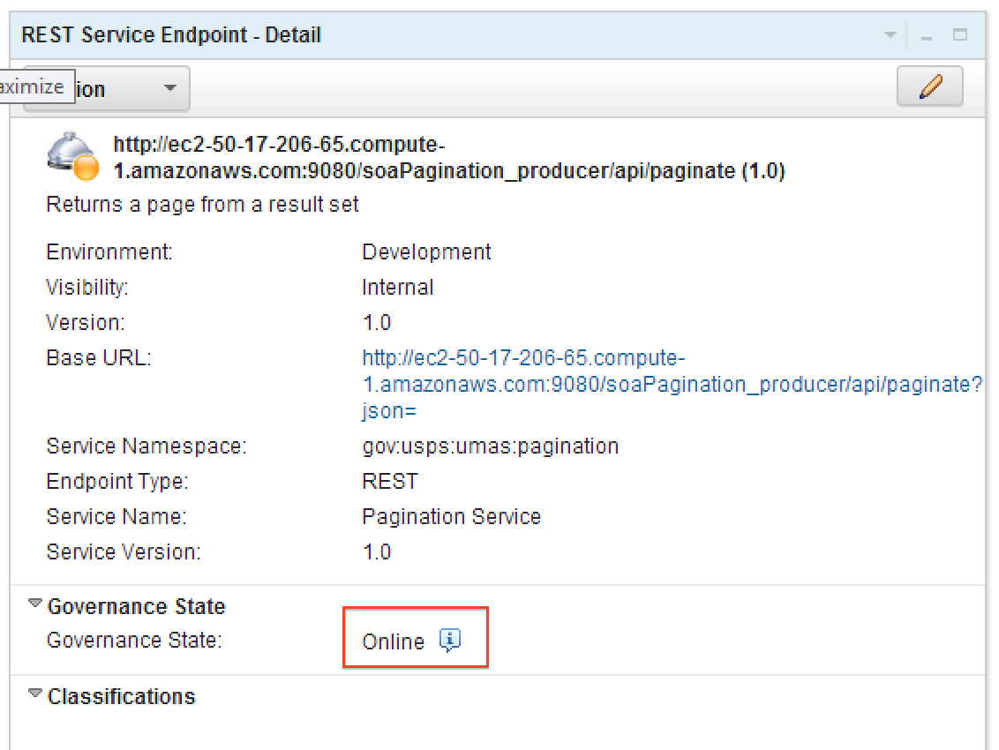 REST Service Endpoint - Detail
aximize
ion
http://ec2-50-17-206-65.compute-
1.amazonaws.com:9080/soaPagination_producer/api/paginate (1.0)
Returns a page from a result set
Environment: Development
Visibility: Internal
Version: 1.0
Base URL: http://ec2-50-17-206-65.compute-
1.amazonaws.com:9080/soaPagination_producer/api/paginate?
json=
Service Namespace: gov:usps:umas:pagination
Endpoint Type: REST
Service Name: Pagination Service
Service Version: 1.0
Governance State
Governance State: Online
Classifications